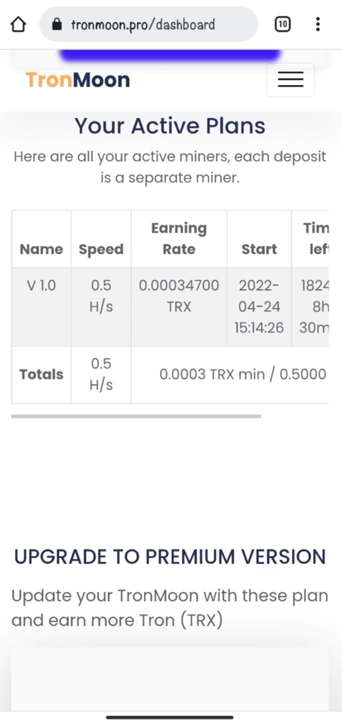 tronmoon.pro/dashboard
10
TronMoon
Your Active Plans
Here are all your active miners, each deposit
is a separate miner.
Name Speed Earning Rate Start
V 1.0 0.5 H/s 0.00034700 TRX 2022-04-24 15:14:26 1824 8h
Totals 0.5 H/s 0.0003 TRX min / 0.5000
UPGRADE TO PREMIUM VERSION
Update your TronMoon with these plan
and earn more Tron (TRX)